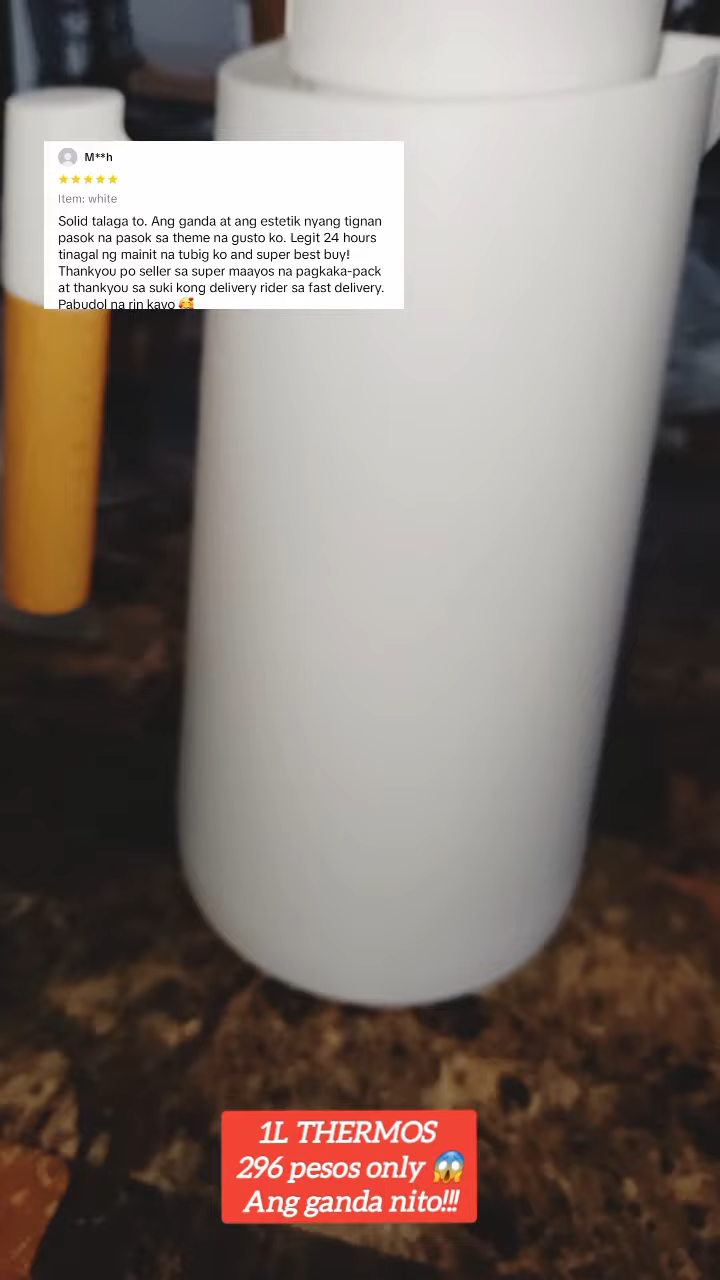 M**h
Item: white
Solid talaga to. Ang ganda at ang estetik nyang tignan
pasok na pasok sa theme na gusto ko. Legit 24 hours
tinagal ng mainit na tubig ko and super best buy!
Thankyou po seller sa super maayos na pagkaka-pack
at thankyou sa suki kong delivery rider sa fast delivery.
Pabudol na rin kayo 🥰
1L THERMOS
296 pesos only 😱
Ang ganda nito!!!